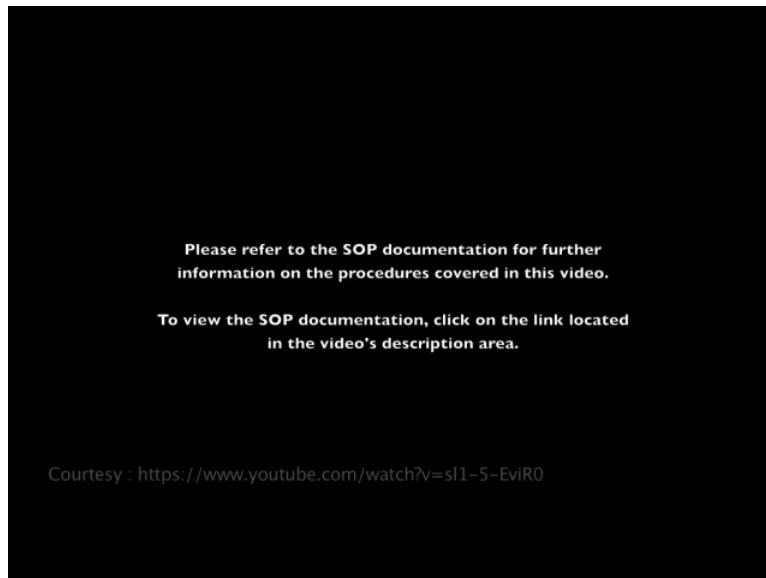 Please refer to the SOP documentation for further
information on the procedures covered in this video.
To view the SOP documentation, click on the link located
in the video's description area.
Courtesy : https://www.youtube.com/watch?v=sl1-5-EviR0